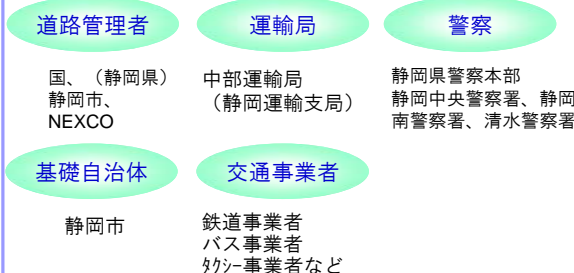 道路管理者
運輸局
警察
国、（静岡県）
静岡市、
NEXCO
中部運輸局
（静岡運輸支局）
静岡県警察本部
静岡中央警察署、静岡
南警察署、清水警察署
基礎自治体
交通事業者
静岡市
鉄道事業者
バス事業者
ﾀｸｼｰ事業者など